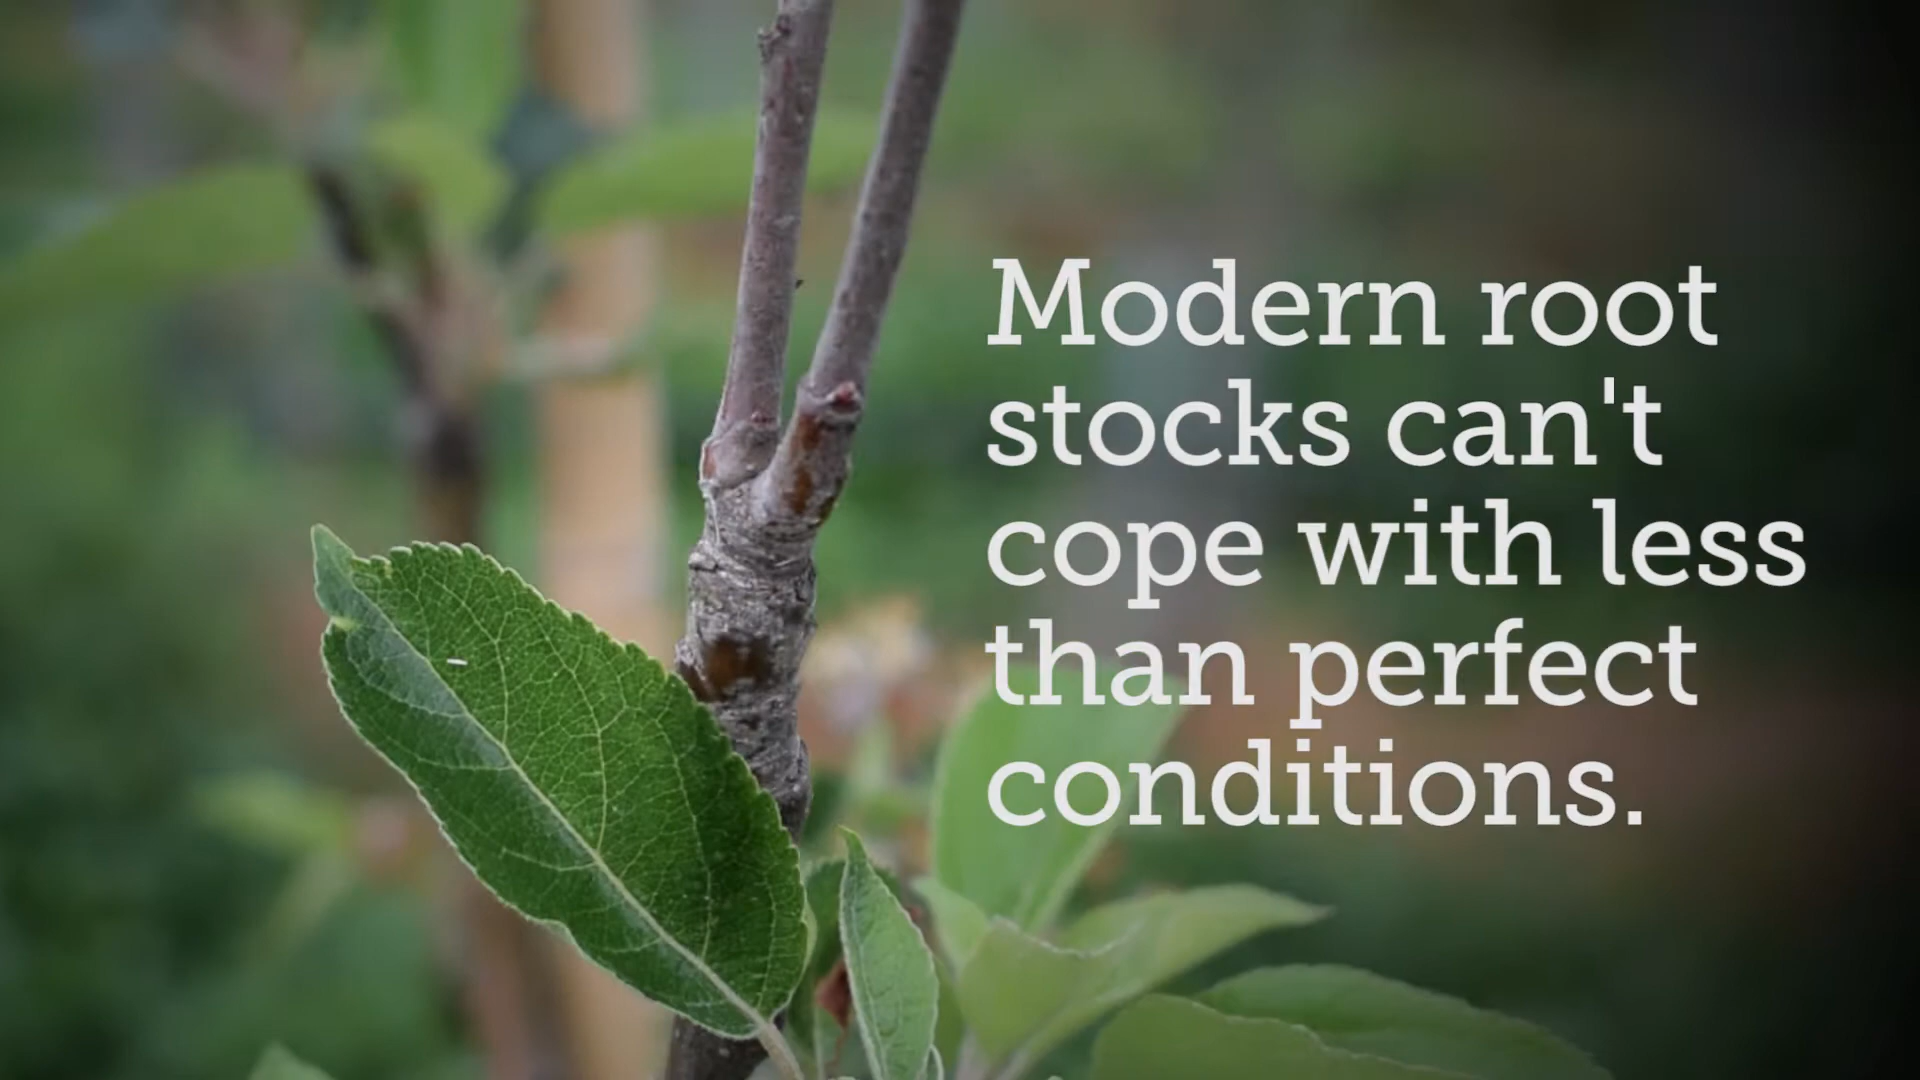 Modern root
stocks can't
cope with less
than perfect
conditions.